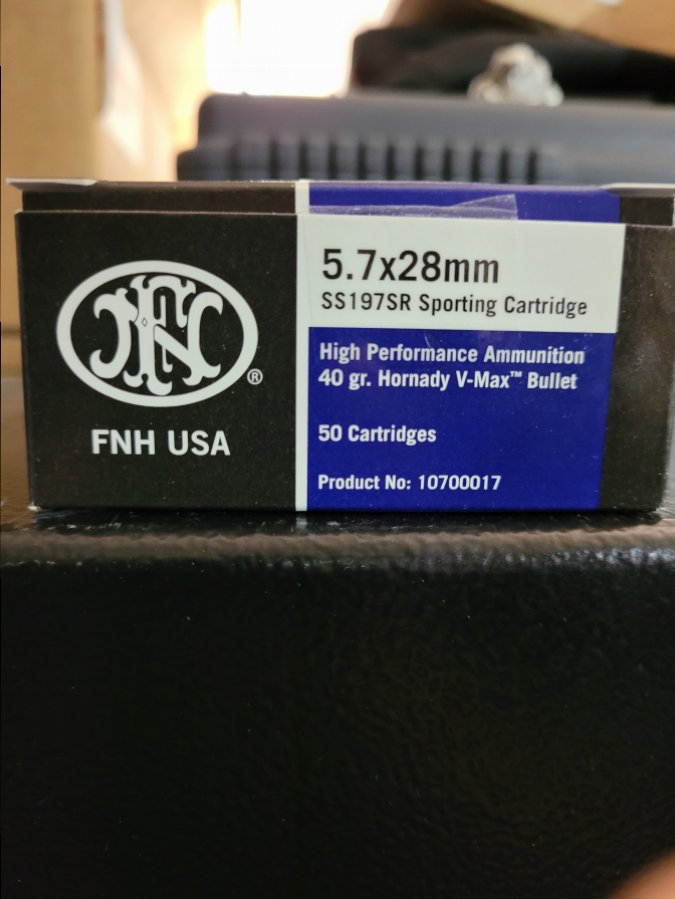 FN
®
FNH USA
5.7x28mm
SS197SR Sporting Cartridge
High Performance Ammunition
40 gr. Hornady V-Max™ Bullet
50 Cartridges
Product No: 10700017